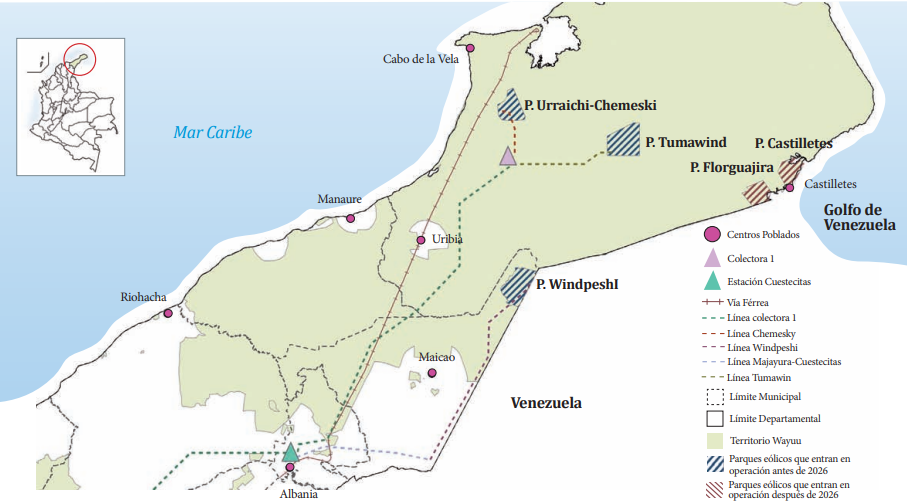 Cabo de la Vela
P. Urraichi-Chemeski
Mar Caribe
P. Tumawind
P. Castilletes
P. Florguajira
Castilletes
Manaure
Golfo de
Venezuela
Uribia
P. WindpeshI
Riohacha
Maicao
Venezuela
Albania
Centros Poblados
Colectora 1
Estación Cuestecitas
Vía Férrea
Línea colectora 1
Línea Chemesky
Línea Windpeshi
Línea Majayura-Cuestecitas
Línea Tumawin
Límite Municipal
Límite Departamental
Territorio Wayuu
Parques eólicos que entran en
operación antes de 2026
Parques eólicos que entran en
operación después de 2026